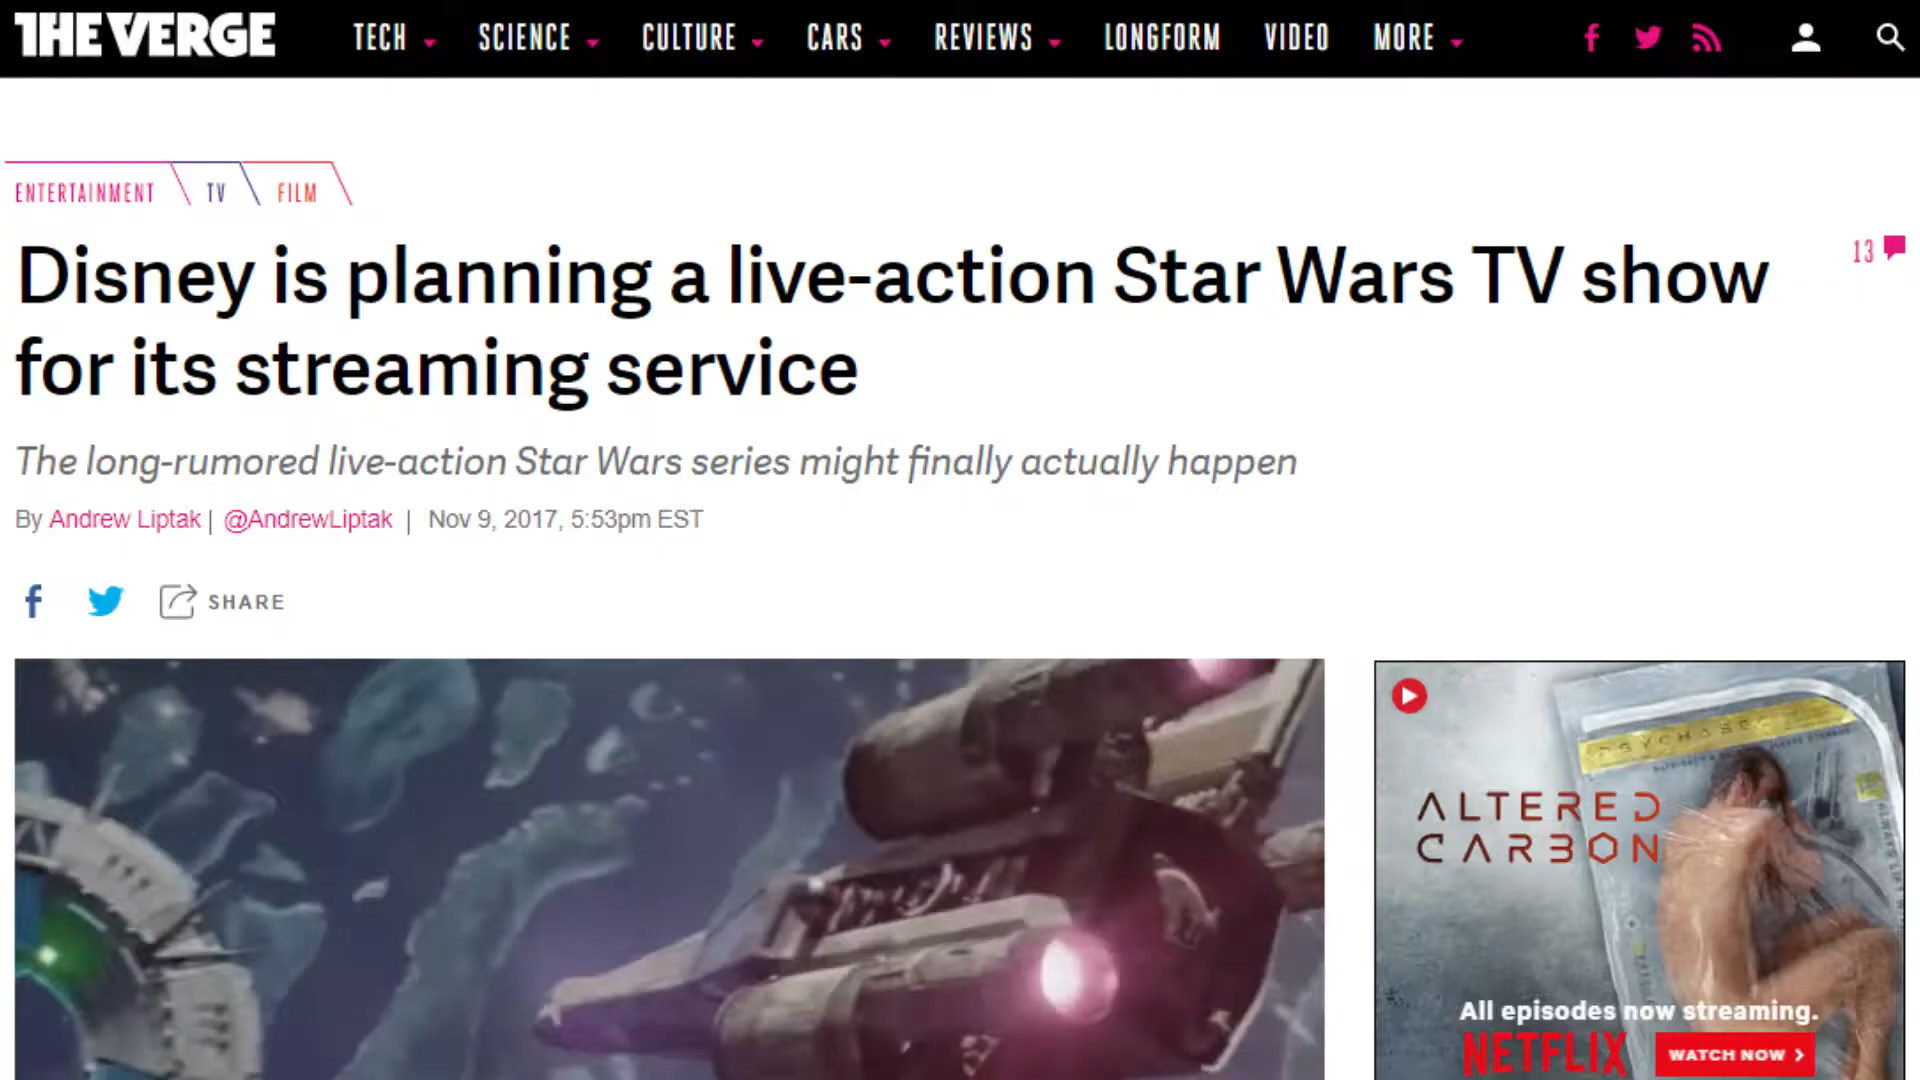 THE VERGE
TECH SCIENCE CULTURE CARS REVIEWS LONGFORM VIDEO MORE
ENTERTAINMENT TV FILM
Disney is planning a live-action Star Wars TV show
for its streaming service
13
The long-rumored live-action Star Wars series might finally actually happen
By Andrew Liptak | @AndrewLiptak | Nov 9, 2017, 5:53pm EST
SHARE
PSYCHASEC
ALTERED
CARBON
All episodes now streaming.
NETFLIX
WATCH NOW